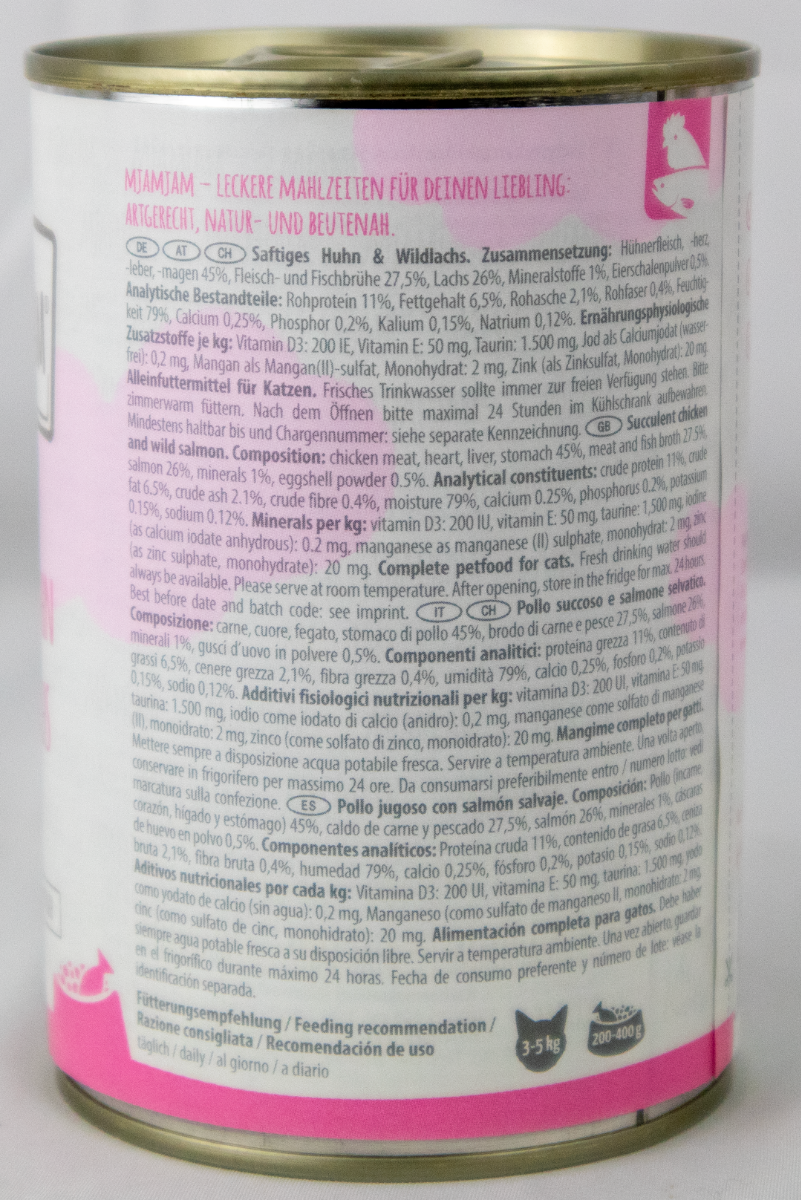 MJAMJAM – LECKERE MAHLZEITEN FÜR DEINEN LIEBLING:
ARTGERECHT, NATUR- UND BEUTENAH.
DE AT CH Saftiges Huhn & Wildlachs. Zusammensetzung: Hühnerfleisch, -herz,
-leber, -magen 45%, Fleisch- und Fischbrühe 27,5%, Lachs 26%, Mineralstoffe 1%, Eierschalenpulver 0,5%.
Analytische Bestandteile: Rohprotein 11%, Fettgehalt 6,5%, Rohasche 2,1%, Rohfaser 0,4%, Feuchtig-
keit 79%, Calcium 0,25%, Phosphor 0,2%, Kalium 0,15%, Natrium 0,12%. Ernährungsphysiologische
Zusatzstoffe je kg: Vitamin D3: 200 IE, Vitamin E: 50 mg, Taurin: 1.500 mg, Jod als Calciumjodat (wasser-
frei): 0,2 mg, Mangan als Mangan(II)-sulfat, Monohydrat: 2 mg, Zink (als Zinksulfat, Monohydrat): 20 mg.
Alleinfuttermittel für Katzen. Frisches Trinkwasser sollte immer zur freien Verfügung stehen. Bitte
zimmerwarm füttern. Nach dem Öffnen bitte maximal 24 Stunden im Kühlschrank aufbewahren.
Mindestens haltbar bis und Chargennummer: siehe separate Kennzeichnung. GB Succulent chicken
and wild salmon. Composition: chicken meat, heart, liver, stomach 45%, meat and fish broth 27.5%,
salmon 26%, minerals 1%, eggshell powder 0.5%. Analytical constituents: crude protein 11%, crude
fat 6.5%, crude ash 2.1%, crude fibre 0.4%, moisture 79%, calcium 0.25%, phosphorus 0.2%, potassium
0.15%, sodium 0.12%. Minerals per kg: vitamin D3: 200 IU, vitamin E: 50 mg, taurine: 1,500 mg, iodine
(as calcium iodate anhydrous): 0.2 mg, manganese as manganese (II) sulphate, monohydrat: 2 mg, zinc
(as zinc sulphate, monohydrate): 20 mg. Complete petfood for cats. Fresh drinking water should
always be available. Please serve at room temperature. After opening, store in the fridge for max. 24 hours.
Best before date and batch code: see imprint. IT CH Pollo succoso e salmone selvatico.
Composizione: carne, cuore, fegato, stomaco di pollo 45%, brodo di carne e pesce 27,5%, salmone 26%,
minerali 1%, gusci d'uovo in polvere 0,5%. Componenti analitici: proteina grezza 11%, contenuto di
grassi 6,5%, cenere grezza 2,1%, fibra grezza 0,4%, umidità 79%, calcio 0,25%, fosforo 0,2%, potassio
0,15%, sodio 0,12%. Additivi fisiologici nutrizionali per kg: vitamina D3: 200 UI, vitamina E: 50 mg,
taurina: 1.500 mg, iodio come iodato di calcio (anidro): 0,2 mg, manganese come solfato di manganese
(II), monoidrato: 2 mg, zinco (come solfato di zinco, monoidrato): 20 mg. Mangime completo per gatti.
Mettere sempre a disposizione acqua potabile fresca. Servire a temperatura ambiente. Una volta aperto,
conservare in frigorifero per massimo 24 ore. Da consumarsi preferibilmente entro / numero lotto: vedi
marcatura sulla confezione. ES Pollo jugoso con salmón salvaje. Composición: Pollo (incarne,
corazón, hígado y estómago) 45%, caldo de carne y pescado 27,5%, salmón 26%, minerales 1%, cáscaras
de huevo en polvo 0,5%. Componentes analíticos: Proteína cruda 11%, contenido de grasa 6,5%, ceniza
bruta 2,1%, fibra bruta 0,4%, humedad 79%, calcio 0,25%, fósforo 0,2%, potasio 0,15%, sodio 0,12%.
Aditivos nutricionales por cada kg: Vitamina D3: 200 UI, vitamina E: 50 mg, taurina: 1.500 mg, yodo
como yodato de calcio (sin agua): 0,2 mg, Manganeso (como sulfato de manganeso II, monohidrato: 2 mg,
cinc (como sulfato de cinc, monohidrato): 20 mg. Alimentación completa para gatos. Debe haber
siempre agua potable fresca a su disposición libre. Servir a temperatura ambiente. Una vez abierto, guardar
en el frigorífico durante máximo 24 horas. Fecha de consumo preferente y número de lote: véase la
identificación separada.
Fütterungsempfehlung / Feeding recommendation /
Razione consigliata / Recomendación de uso
täglich / daily / al giorno / a diario
3-5 kg
200-400 g